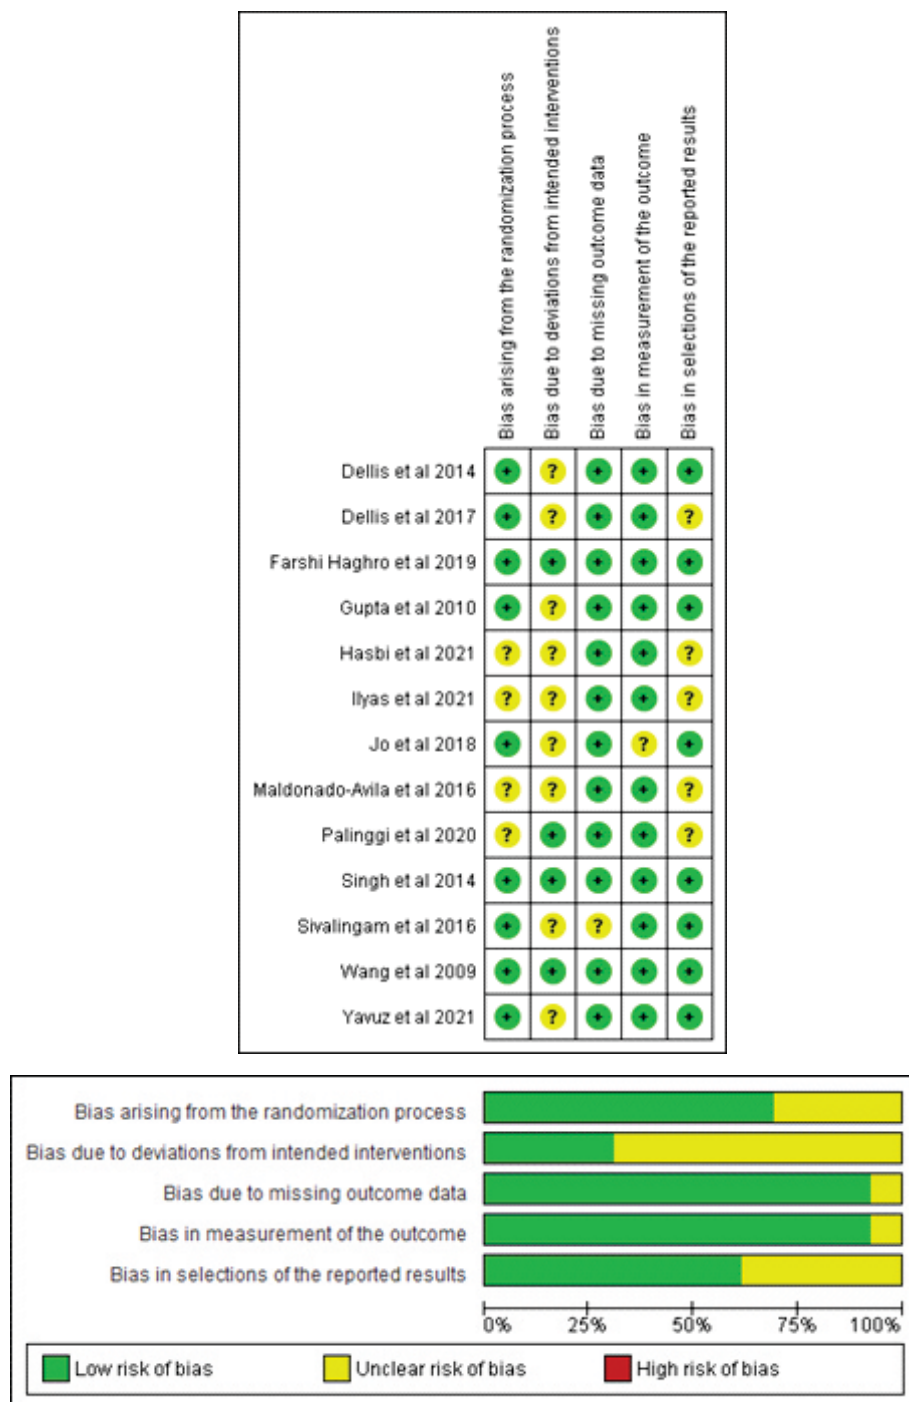 Bias arising from the randomization process
Bias due to deviations from intended interventions
Bias due to missing outcome data
Bias in measurement of the outcome
Bias in selections of the reported results
Dellis et al 2014 + ? + + +
Dellis et al 2017 + ? + + ?
Farshi Haghro et al 2019 + + + + +
Gupta et al 2010 + ? + + +
Hasbi et al 2021 ? ? + + ?
Ilyas et al 2021 ? ? + + ?
Jo et al 2018 + ? + ? +
Maldonado-Avila et al 2016 ? ? + + ?
Palinggi et al 2020 ? + + + ?
Singh et al 2014 + + + + +
Sivalingam et al 2016 + ? ? + +
Wang et al 2009 + + + + +
Yavuz et al 2021 + ? + + +
Bias arising from the randomization process
Bias due to deviations from intended interventions
Bias due to missing outcome data
Bias in measurement of the outcome
Bias in selections of the reported results
0% 25% 50% 75% 100%
Low risk of bias Unclear risk of bias High risk of bias